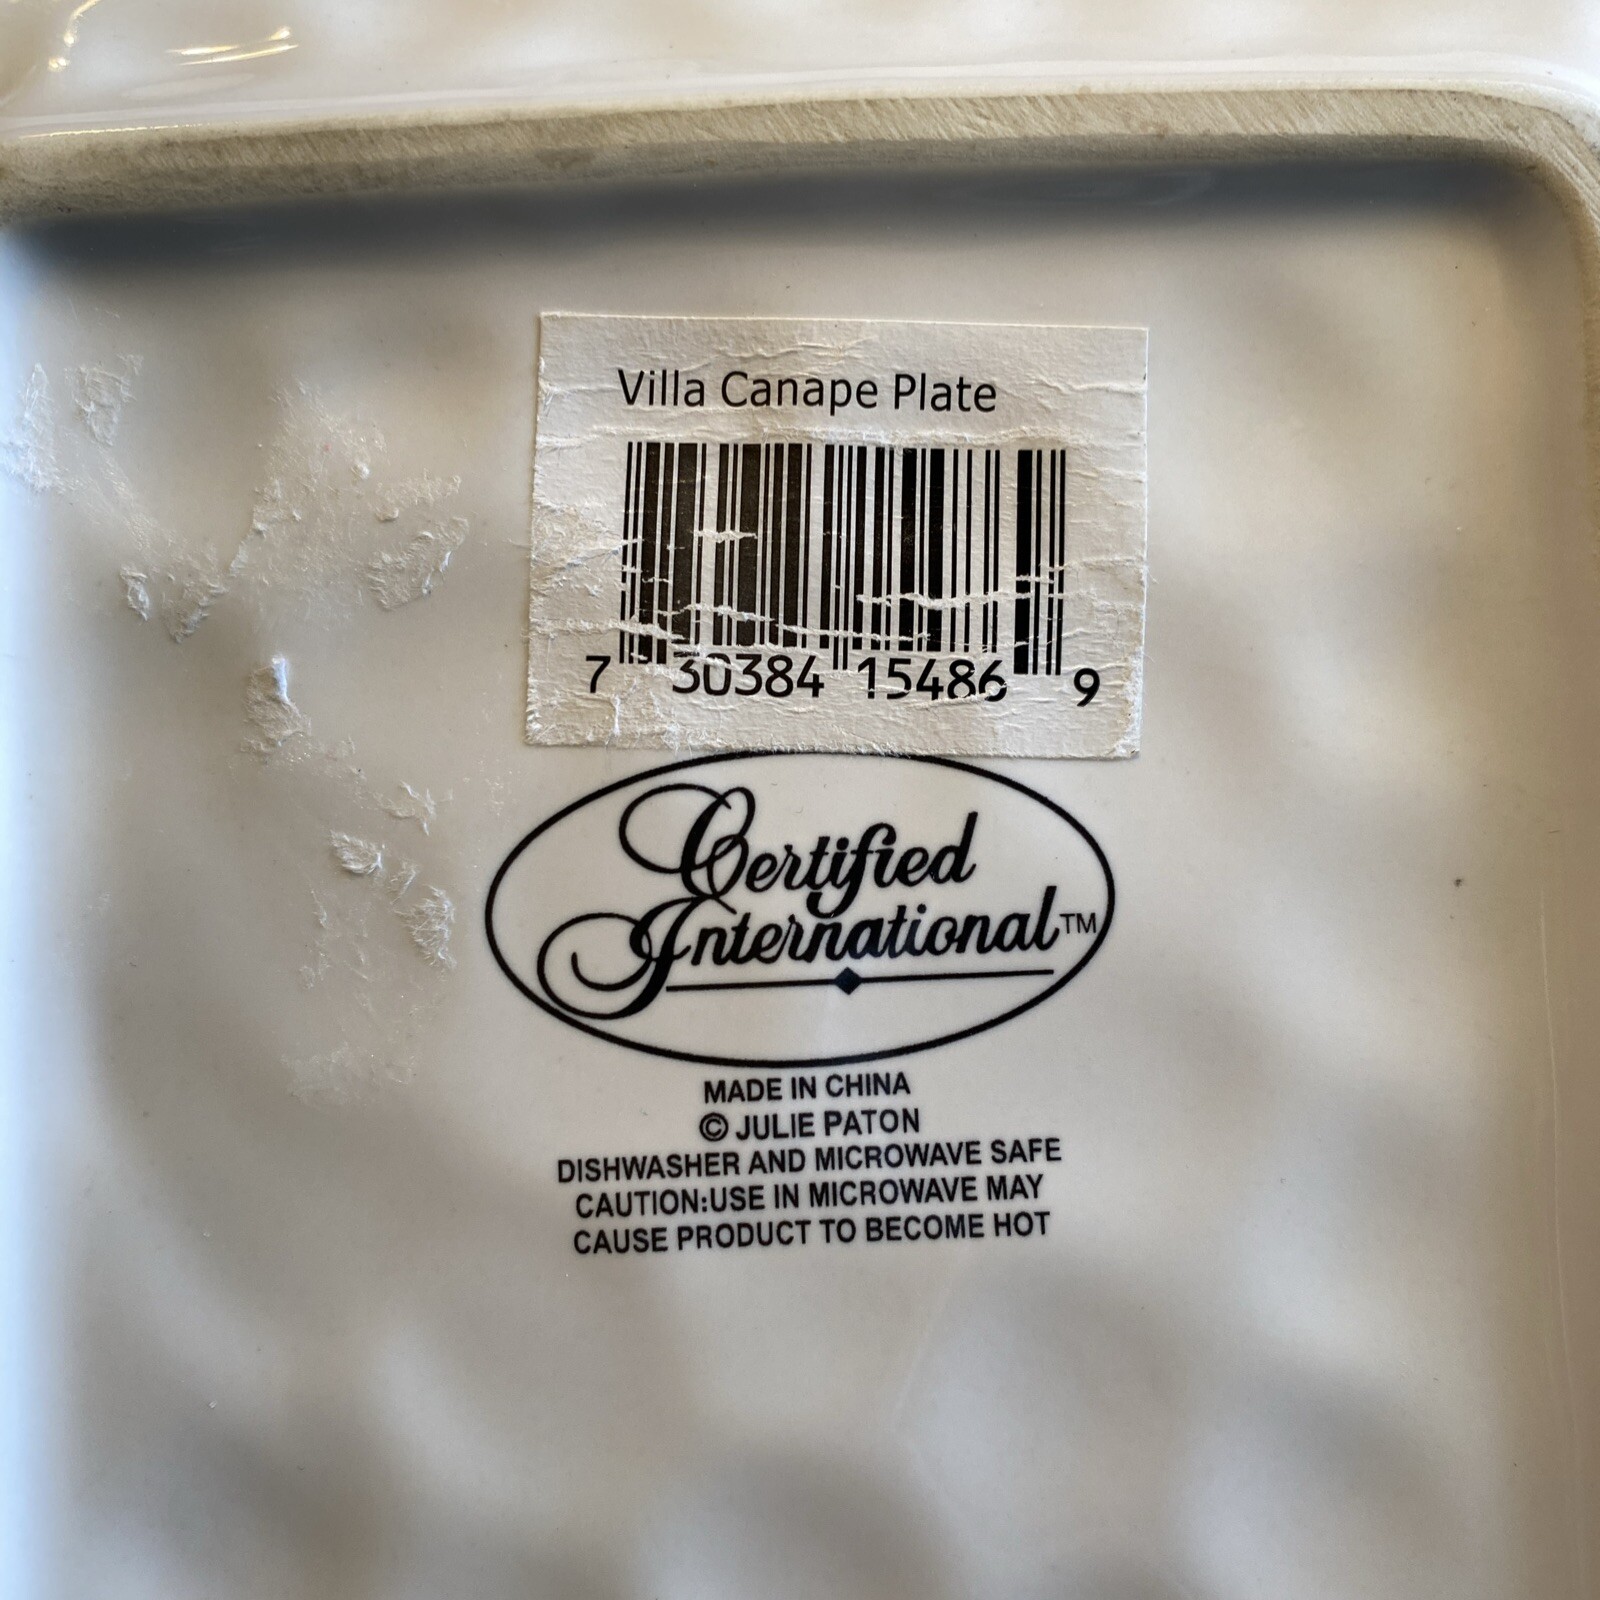 Villa Canape Plate
7 30384 15486 9
Certified
International™
MADE IN CHINA
© JULIE PATON
DISHWASHER AND MICROWAVE SAFE
CAUTION:USE IN MICROWAVE MAY
CAUSE PRODUCT TO BECOME HOT